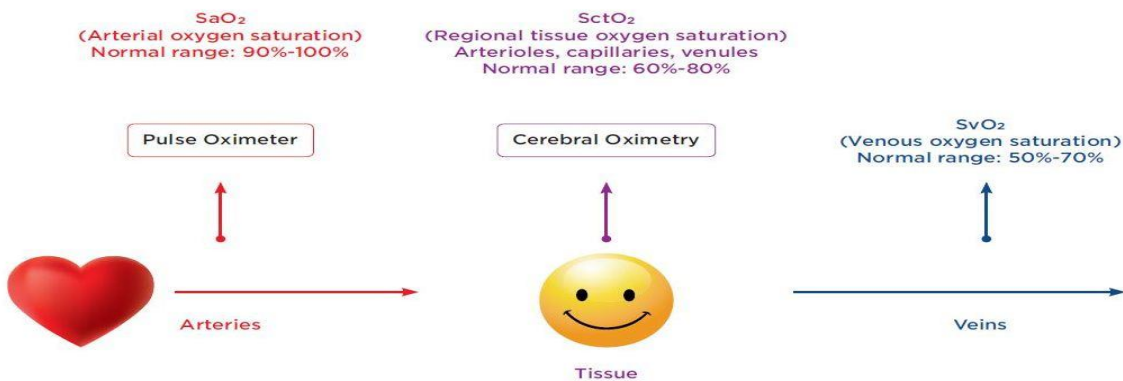 SaO₂
(Arterial oxygen saturation)
Normal range: 90%-100%
Pulse Oximeter
SctO₂
(Regional tissue oxygen saturation)
Arterioles, capillaries, venules
Normal range: 60%-80%
Cerebral Oximetry
SvO₂
(Venous oxygen saturation)
Normal range: 50%-70%
Arteries
Tissue
Veins